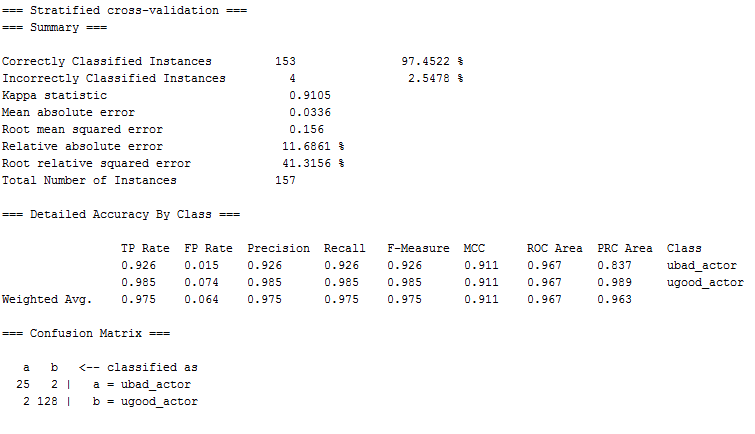 === Stratified cross-validation ===
=== Summary ===
Correctly Classified Instances 153 97.4522 %
Incorrectly Classified Instances 4 2.5478 %
Kappa statistic 0.9105
Mean absolute error 0.0336
Root mean squared error 0.156
Relative absolute error 11.6861 %
Root relative squared error 41.3156 %
Total Number of Instances 157
=== Detailed Accuracy By Class ===
TP Rate FP Rate Precision Recall F-Measure MCC ROC Area PRC Area Class
0.926 0.015 0.926 0.926 0.926 0.911 0.967 0.837 ubad_actor
0.985 0.074 0.985 0.985 0.985 0.911 0.967 0.989 ugood_actor
Weighted Avg. 0.975 0.064 0.975 0.975 0.975 0.911 0.967 0.963
=== Confusion Matrix ===
a b <-- classified as
25 2 | a = ubad_actor
2 128 | b = ugood_actor